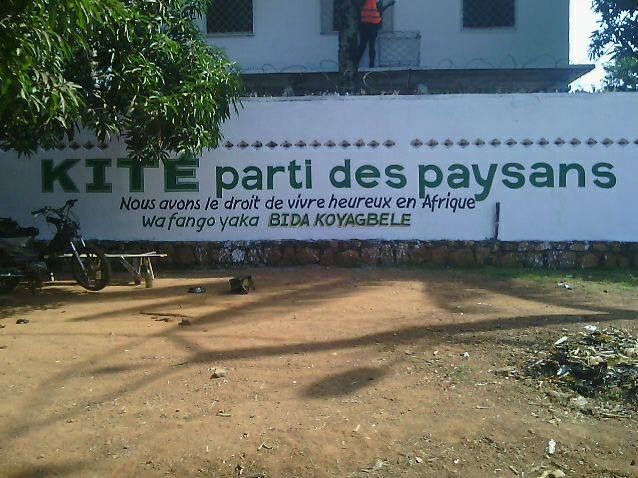 KITE parti des paysans
Nous avons le droit de vivre heureux en Afrique
wa fango yaka BIDA KOYAGBELE